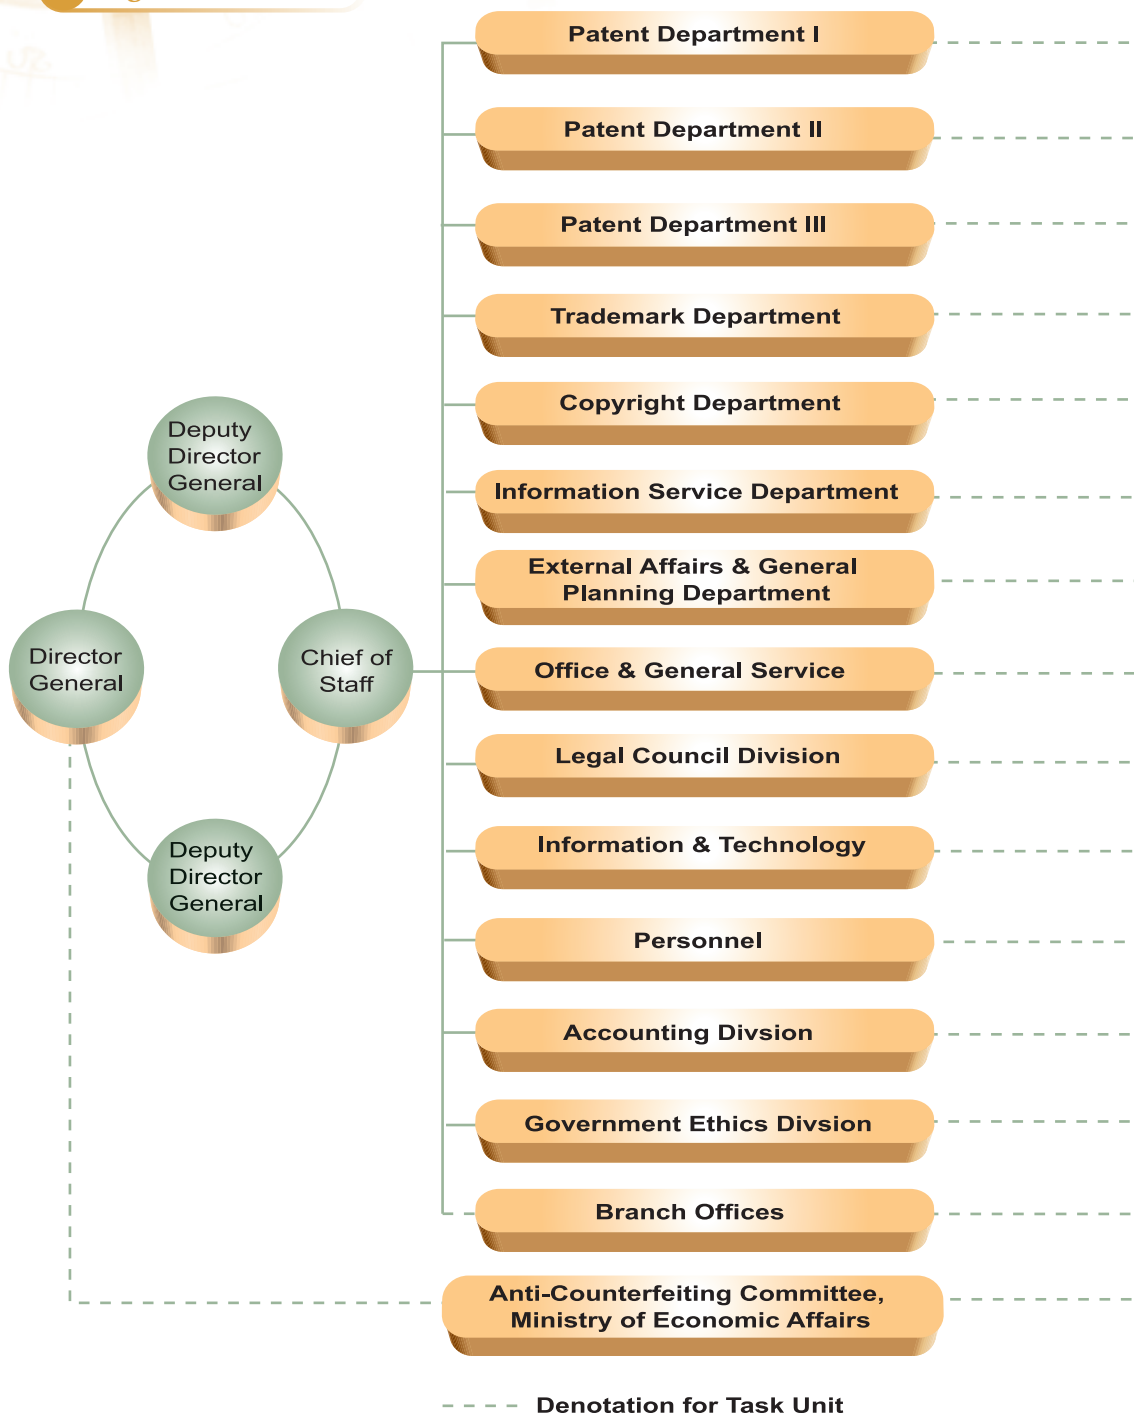 Patent Department I
Patent Department II
Patent Department III
Trademark Department
Copyright Department
Information Service Department
External Affairs & General
Planning Department
Office & General Service
Legal Council Division
Information & Technology
Personnel
Accounting Divsion
Government Ethics Divsion
Branch Offices
Anti-Counterfeiting Committee,
Ministry of Economic Affairs
Deputy
Director
General
Director
General
Chief of
Staff
Deputy
Director
General
Denotation for Task Unit